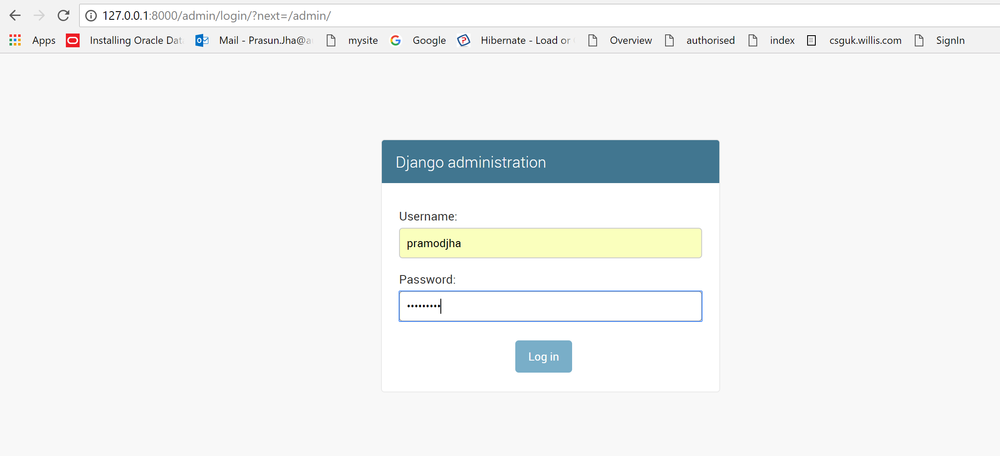 127.0.0.1:8000/admin/login/?next=/admin/
Apps Installing Oracle Data Mail - Prasun.Jha@a mysite Google Hibernate - Load or Overview authorised index csguk.willis.com SignIn
Django administration
Username:
pramodjha
Password:
•••••••••
Log in